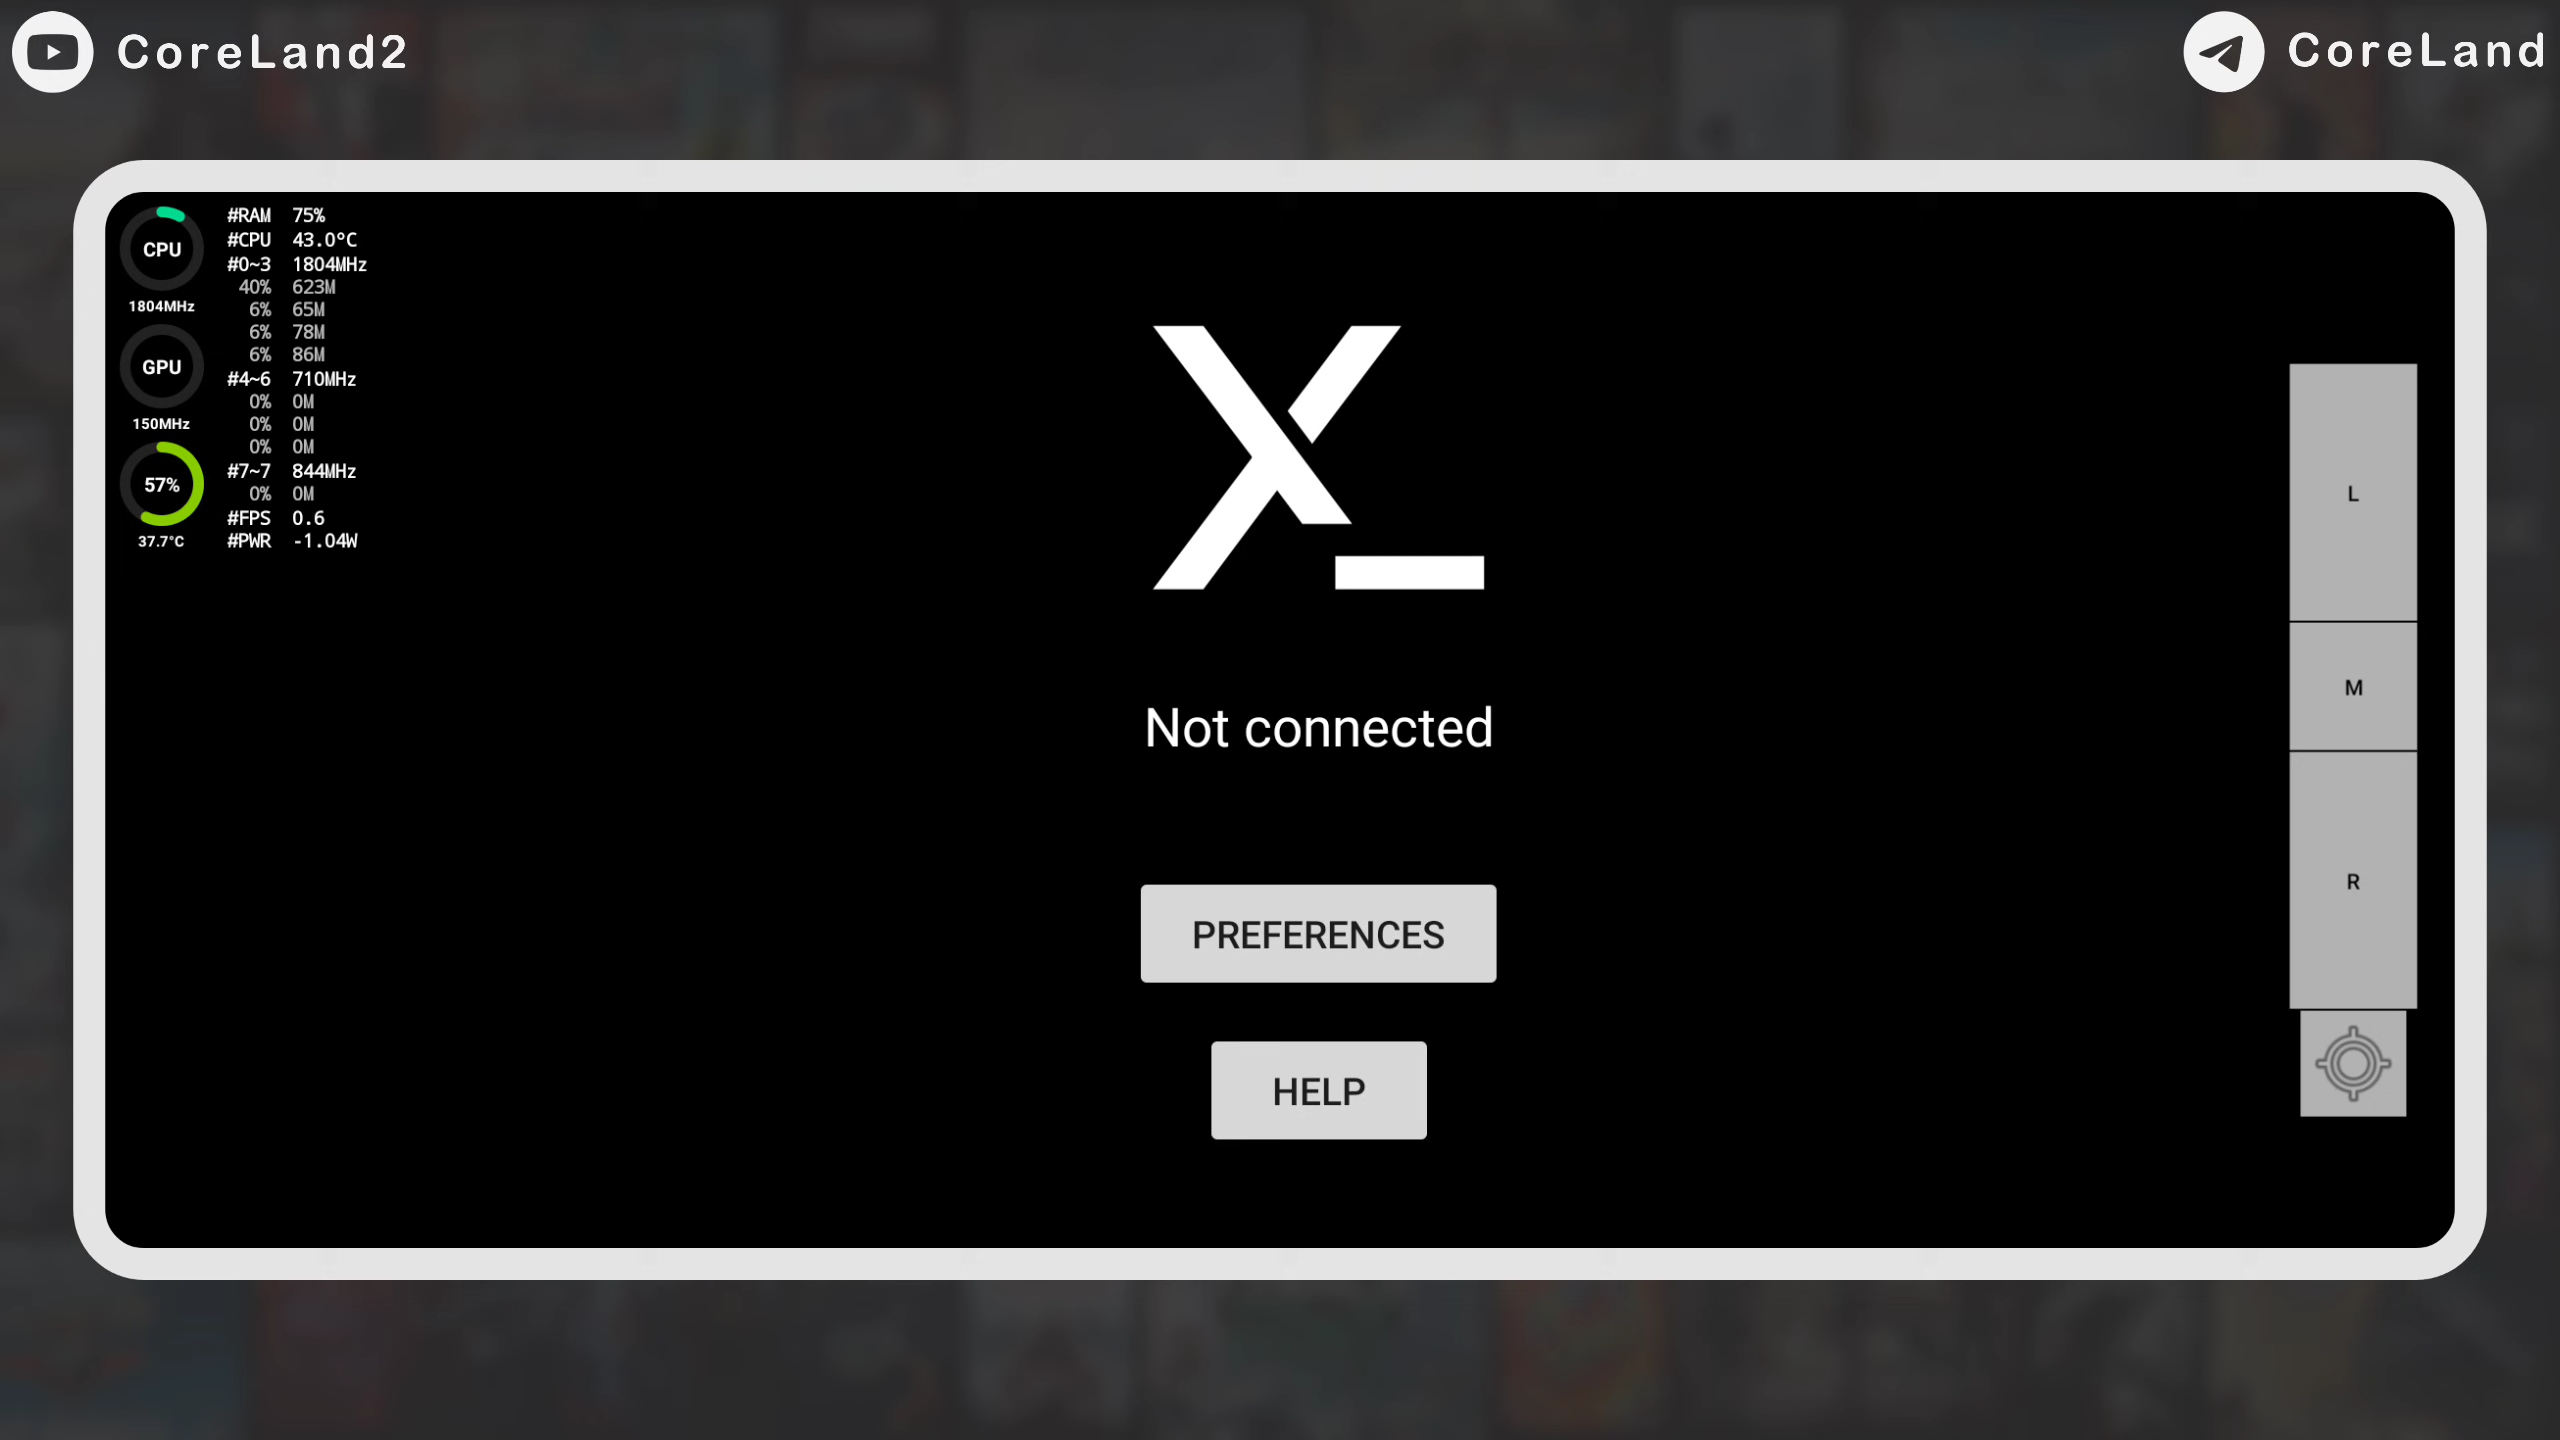 CoreLand2
CoreLand
CPU
1804MHz
GPU
150MHz
57%
37.7°C
#RAM 75%
#CPU 43.0°C
#0~3 1804MHz
40% 623M
6% 65M
6% 78M
6% 86M
#4~6 710MHz
0% 0M
0% 0M
0% 0M
#7~7 844MHz
0% 0M
#FPS 0.6
#PWR -1.04W
X_
Not connected
PREFERENCES
HELP
L
M
R